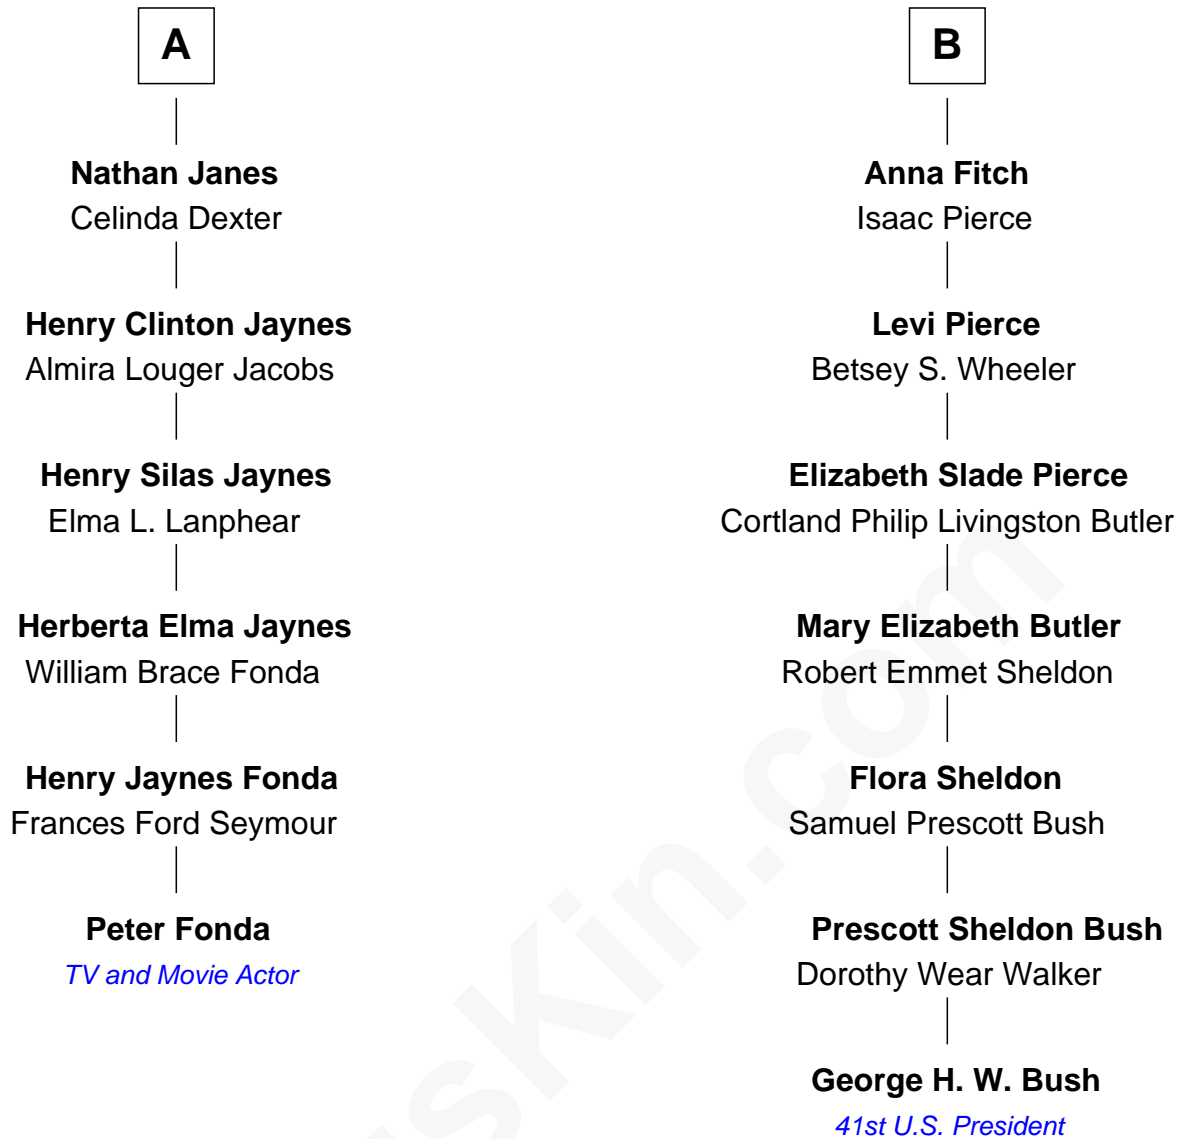 A
Nathan Janes
Celinda Dexter
Henry Clinton Jaynes
Almira Louger Jacobs
Henry Silas Jaynes
Elma L. Lanphear
Herberta Elma Jaynes
William Brace Fonda
Henry Jaynes Fonda
Frances Ford Seymour
Peter Fonda
TV and Movie Actor
B
Anna Fitch
Isaac Pierce
Levi Pierce
Betsey S. Wheeler
Elizabeth Slade Pierce
Cortland Philip Livingston Butler
Mary Elizabeth Butler
Robert Emmet Sheldon
Flora Sheldon
Samuel Prescott Bush
Prescott Sheldon Bush
Dorothy Wear Walker
George H. W. Bush
41st U.S. President
sKin.com